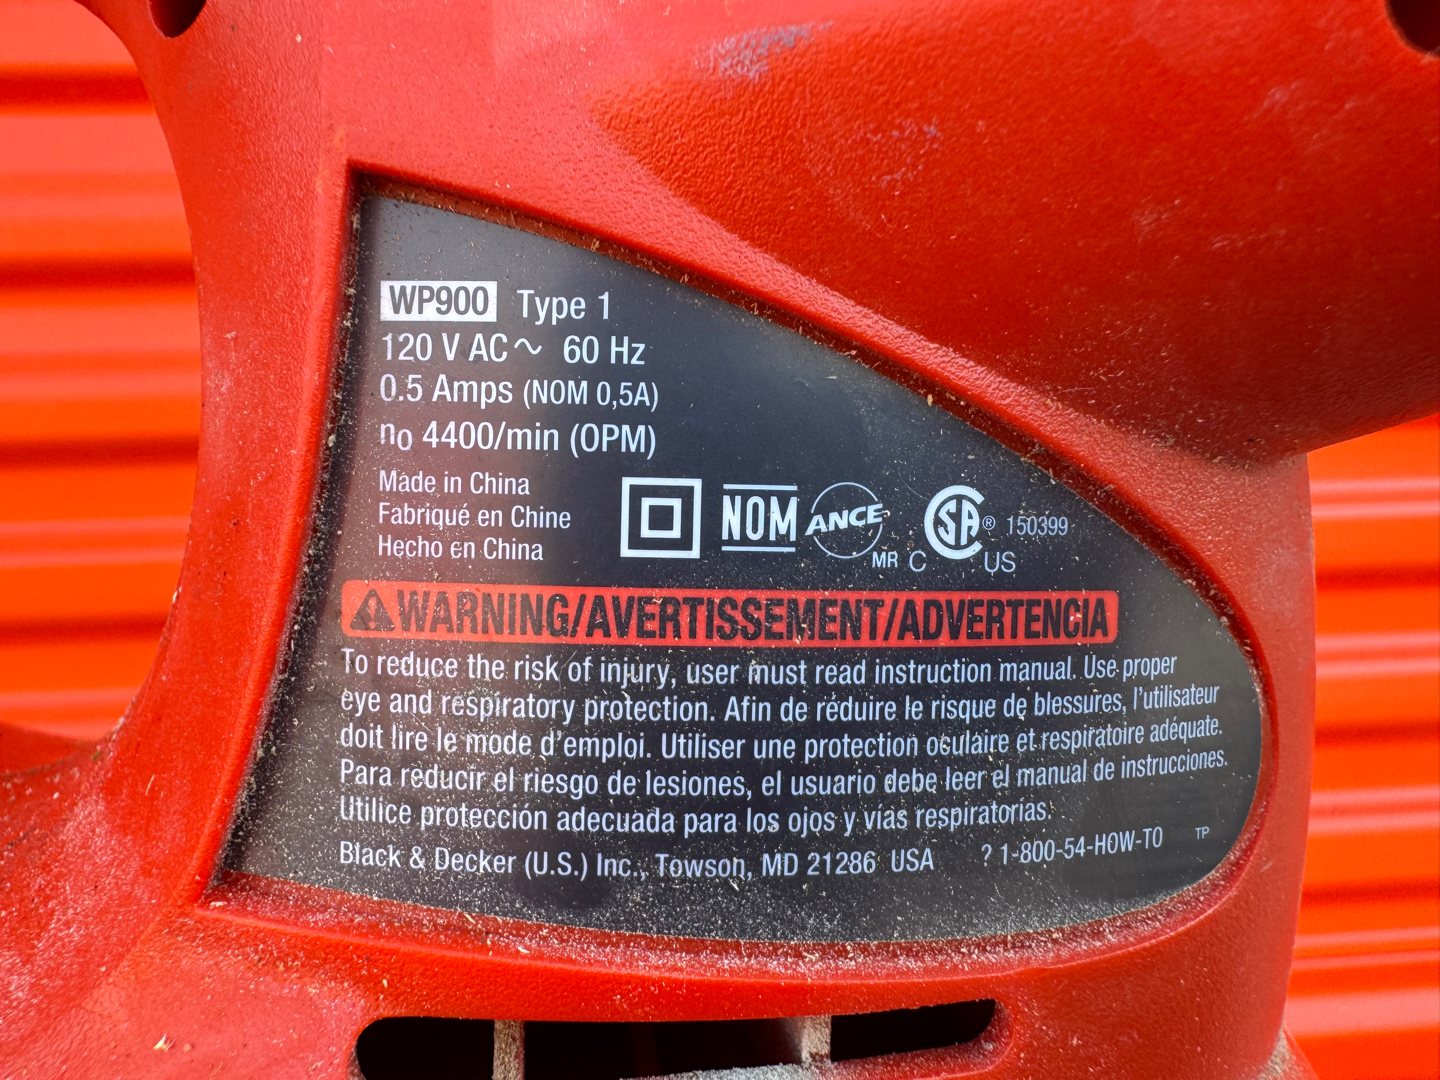 WP900 Type 1
120 V AC~ 60 Hz
0.5 Amps (NOM 0,5A)
no 4400/min (OPM)
Made in China
Fabriqué en Chine
Hecho en China
NOM ANCE MR
C SA ® US 150399
WARNING/AVERTISSEMENT/ADVERTENCIA
To reduce the risk of injury, user must read instruction manual. Use proper
eye and respiratory protection. Afin de réduire le risque de blessures, l'utilisateur
doit lire le mode d'emploi. Utiliser une protection oculaire et respiratoire adéquate.
Para reducir el riesgo de lesiones, el usuario debe leer el manual de instrucciones.
Utilice protección adecuada para los ojos y vías respiratorias.
Black & Decker (U.S.) Inc., Towson, MD 21286 USA ? 1-800-54-HOW-TO TP